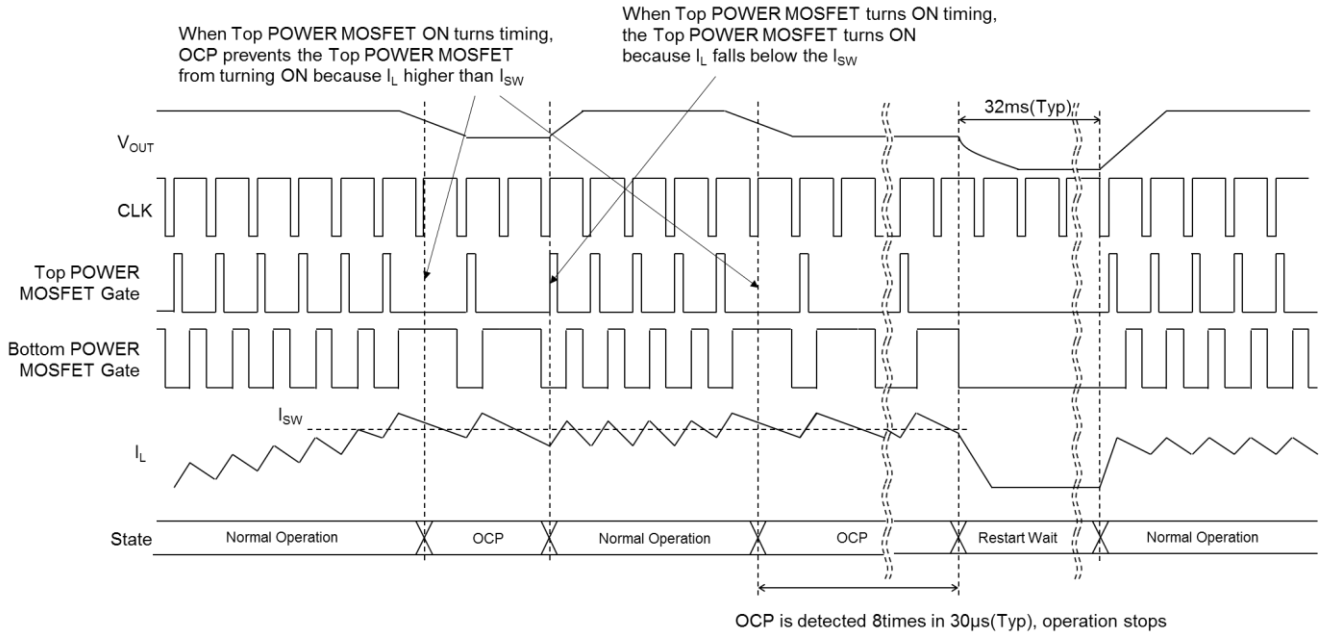 When Top POWER MOSFET ON turns timing,
OCP prevents the Top POWER MOSFET
from turning ON because IL higher than ISW
When Top POWER MOSFET turns ON timing,
the Top POWER MOSFET turns ON
because IL falls below the ISW
32ms(Typ)
VOUT
CLK
Top POWER
MOSFET Gate
Bottom POWER
MOSFET Gate
ISW
IL
State
Normal Operation
OCP
Normal Operation
OCP
Restart Wait
Normal Operation
OCP is detected 8times in 30μs(Typ), operation stops